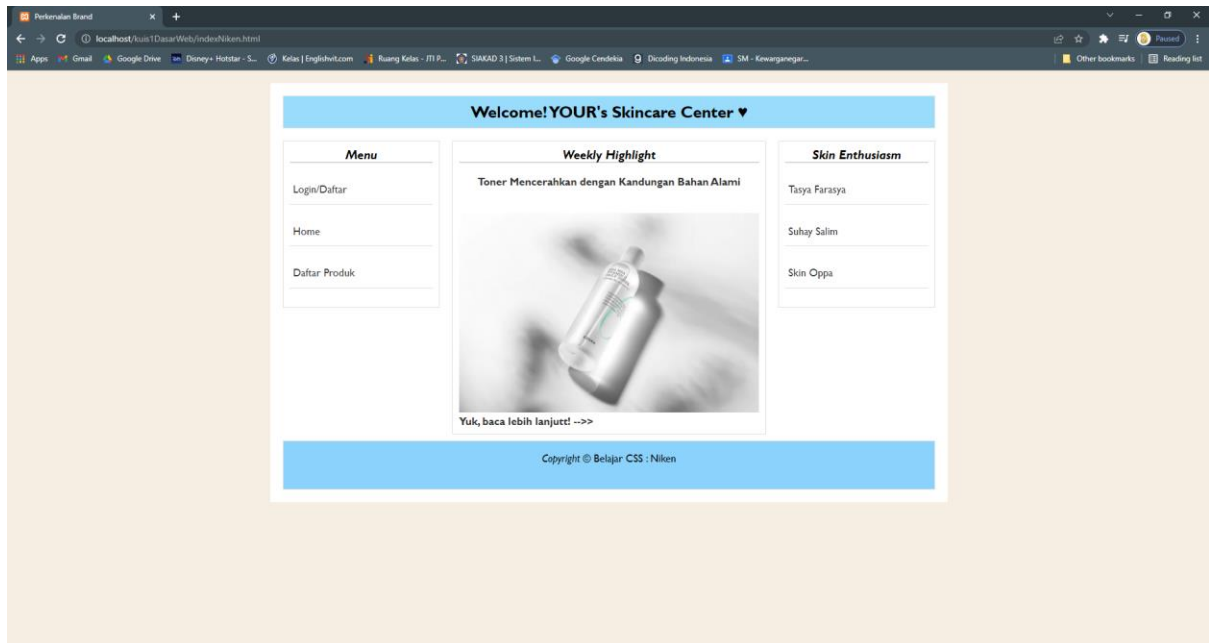 Perkenalan Brand
localhost/kuis1DasarWeb/indexNiken.html
Paused
Apps Gmail Google Drive Disney+ Hotstar - S... Kelas | Englishvit.com Ruang Kelas - JTI P... SIAKAD 3 | Sistem I... Google Cendekia Dicoding Indonesia SM - Kewarganegar... Other bookmarks Reading list
Welcome! YOUR's Skincare Center ♥
Menu
Login/Daftar
Home
Daftar Produk
Weekly Highlight
Toner Mencerahkan dengan Kandungan Bahan Alami
Yuk, baca lebih lanjutt! -->>
Skin Enthusiasm
Tasya Farasya
Suhay Salim
Skin Oppa
Copyright © Belajar CSS : Niken